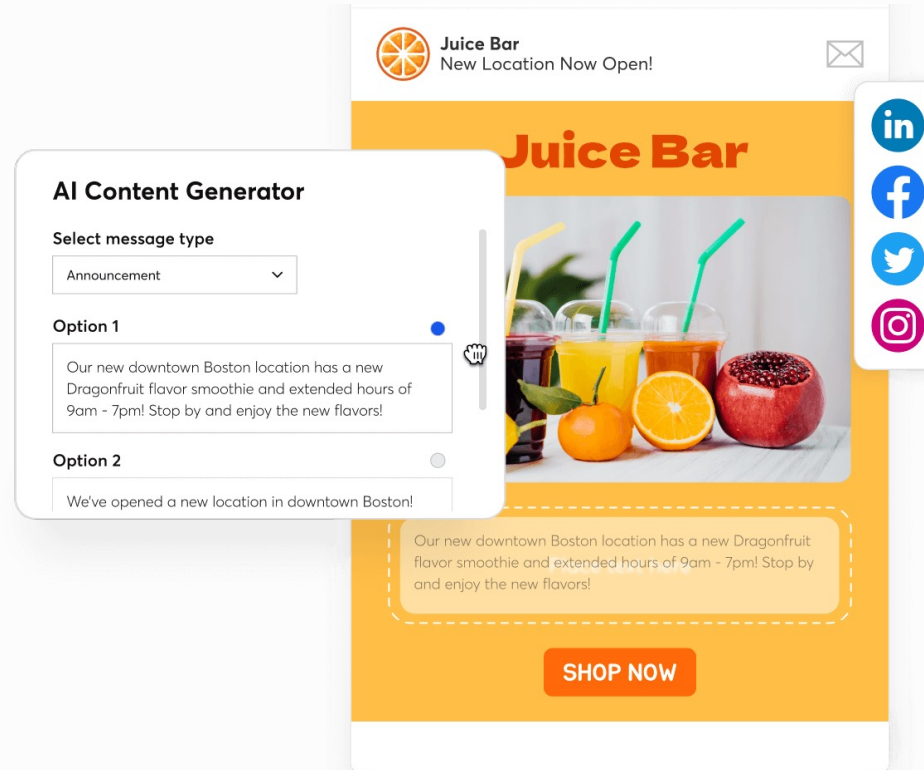 Juice Bar
New Location Now Open!
Juice Bar
AI Content Generator
Select message type
Announcement
Option 1
Our new downtown Boston location has a new
Dragonfruit flavor smoothie and extended hours of
9am - 7pm! Stop by and enjoy the new flavors!
Option 2
We've opened a new location in downtown Boston!
Our new downtown Boston location has a new Dragonfruit
flavor smoothie and extended hours of 9am - 7pm! Stop by
and enjoy the new flavors!
SHOP NOW
in
f